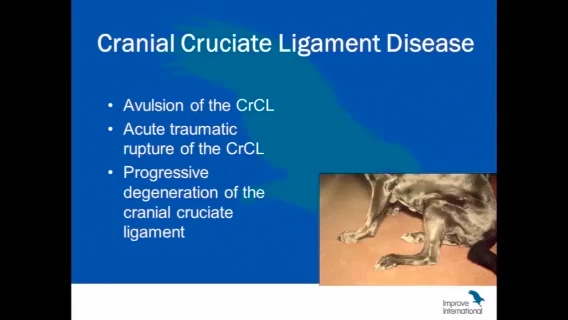 Cranial Cruciate Ligament Disease
• Avulsion of the CrCL
• Acute traumatic
rupture of the CrCL
• Progressive
degeneration of the
cranial cruciate
ligament
Improve
International